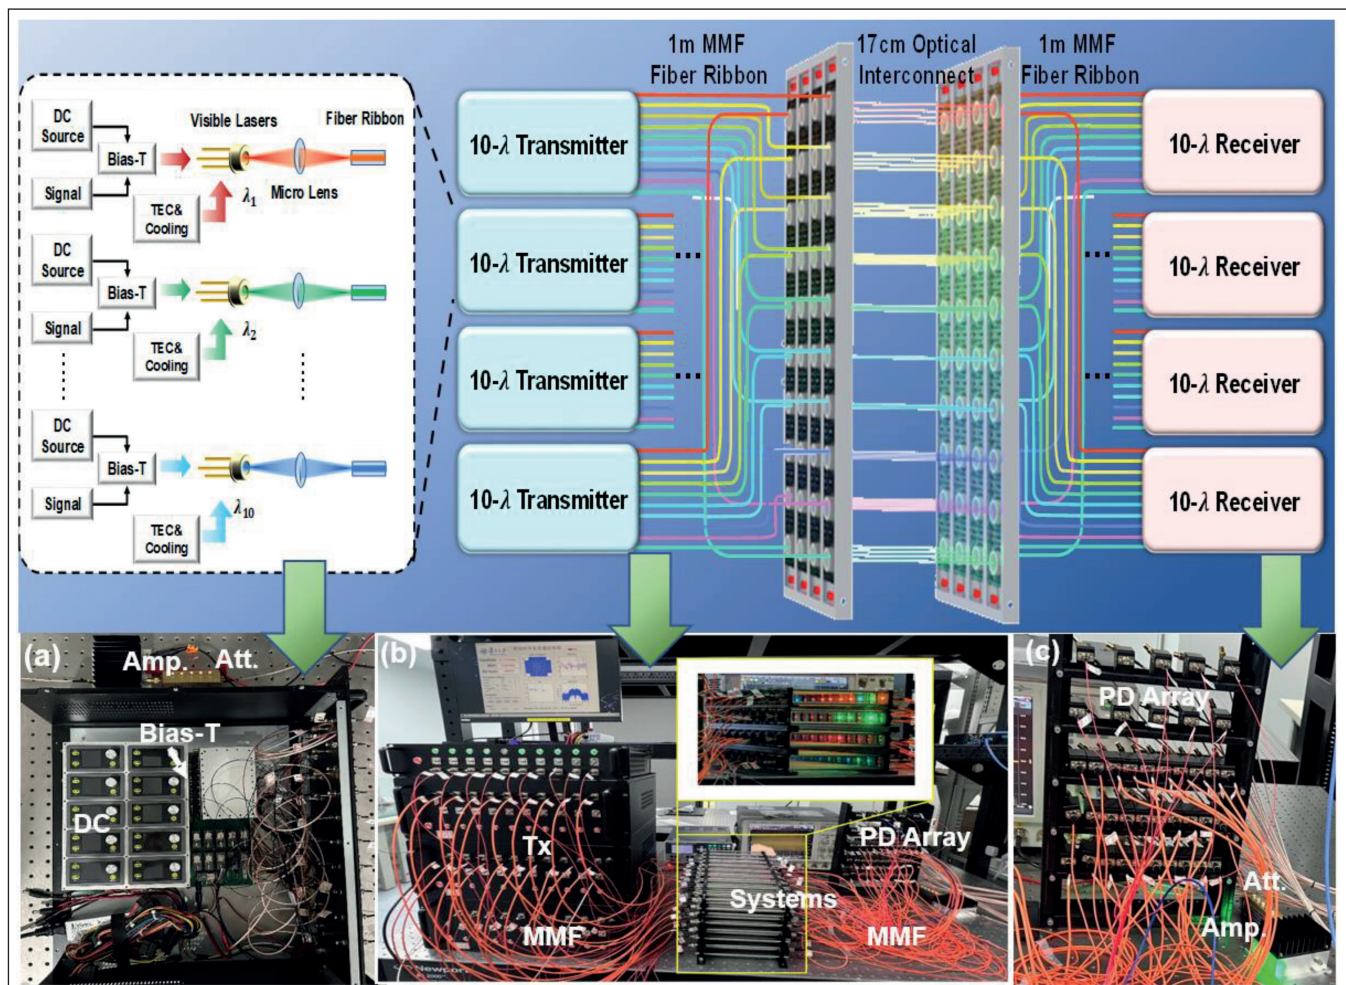 1m MMF
Fiber Ribbon
17cm Optical
Interconnect
1m MMF
Fiber Ribbon
DC
Source
Bias-T
Signal
TEC&
Cooling
λ1
Visible Lasers
Micro Lens
Fiber Ribbon
DC
Source
Bias-T
Signal
TEC&
Cooling
λ2
DC
Source
Bias-T
Signal
TEC&
Cooling
λ10
10-λ Transmitter
10-λ Transmitter
10-λ Transmitter
10-λ Transmitter
10-λ Receiver
10-λ Receiver
10-λ Receiver
10-λ Receiver
(a)
Amp.
Att.
Bias-T
DC
(b)
Tx
MMF
Systems
PD Array
MMF
Newport
(c)
PD Array
Att.
Amp.